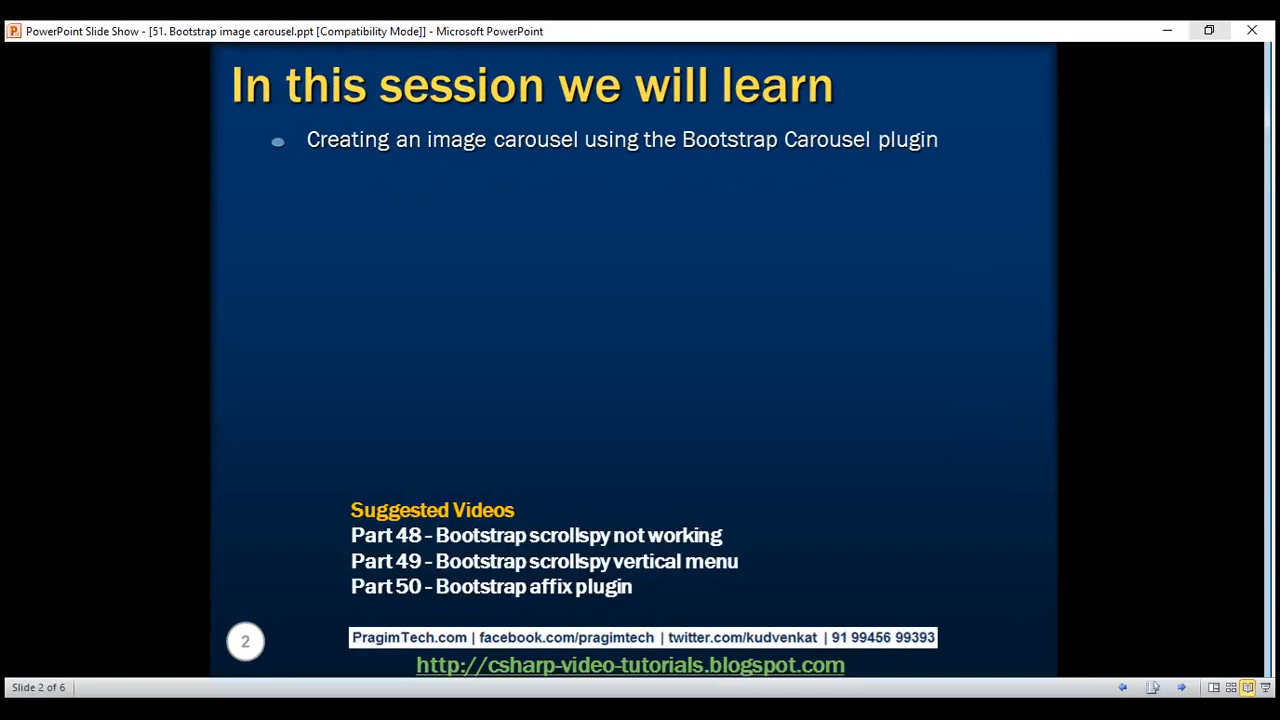 PowerPoint Slide Show - [51. Bootstrap image carousel.ppt [Compatibility Mode]] - Microsoft PowerPoint
In this session we will learn
Creating an image carousel using the Bootstrap Carousel plugin
Suggested Videos
Part 48 - Bootstrap scrollspy not working
Part 49 - Bootstrap scrollspy vertical menu
Part 50 - Bootstrap affix plugin
2
PragimTech.com | facebook.com/pragimtech | twitter.com/kudvenkat | 91 99456 99393
http://csharp-video-tutorials.blogspot.com
Slide 2 of 6